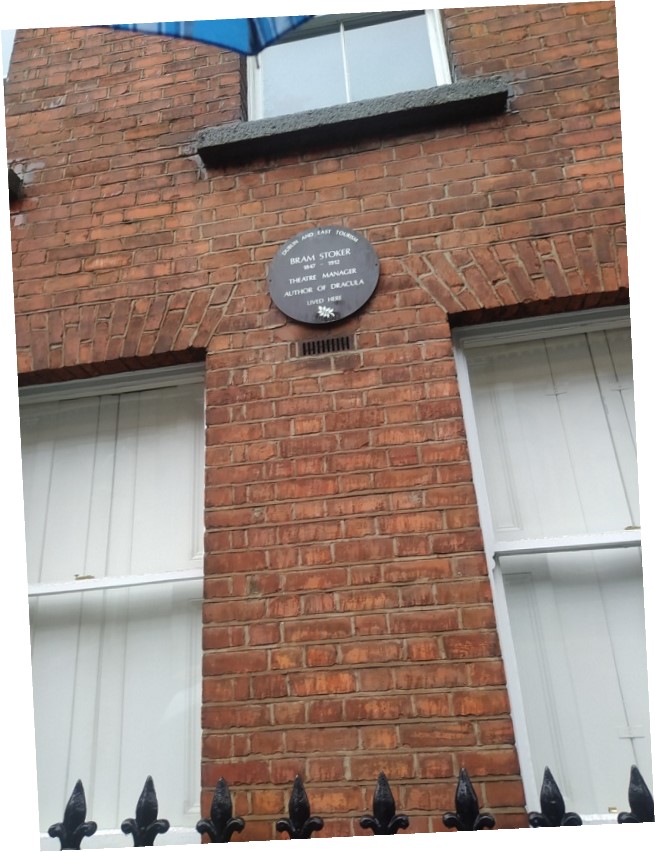 DUBLIN AND EAST TOURISM
BRAM STOKER
1847 - 1912
THEATRE MANAGER
AUTHOR OF DRACULA
LIVED HERE